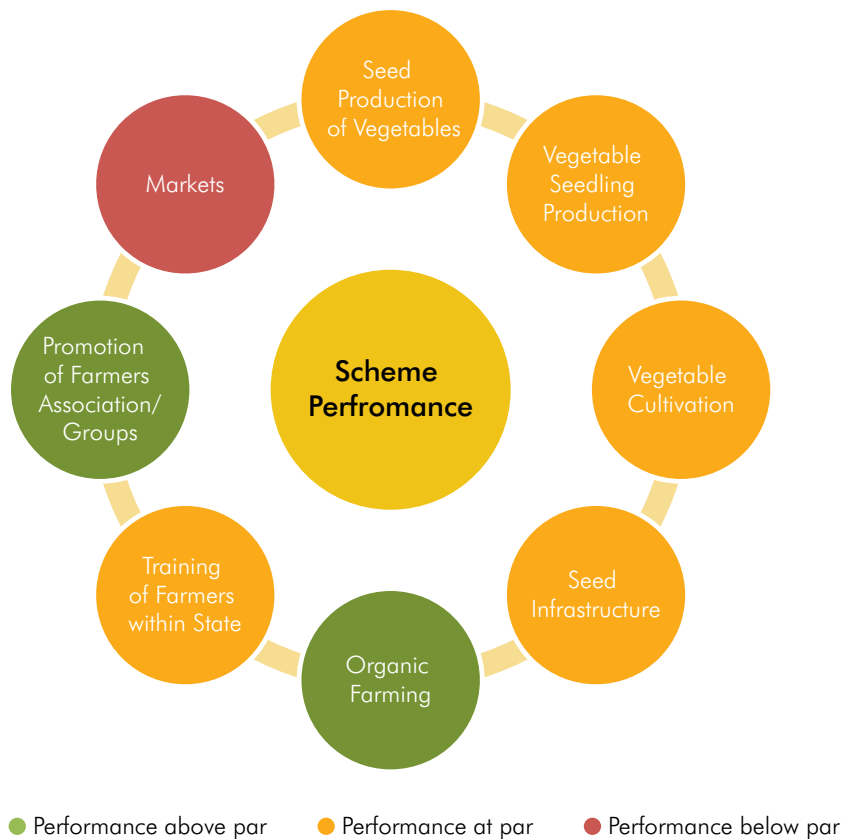 Seed
Production
of Vegetables
Vegetable
Seedling
Production
Vegetable
Cultivation
Seed
Infrastructure
Organic
Farming
Training
of Farmers
within State
Promotion
of Farmers
Association/
Groups
Markets
Scheme
Perfromance
Performance above par
Performance at par
Performance below par